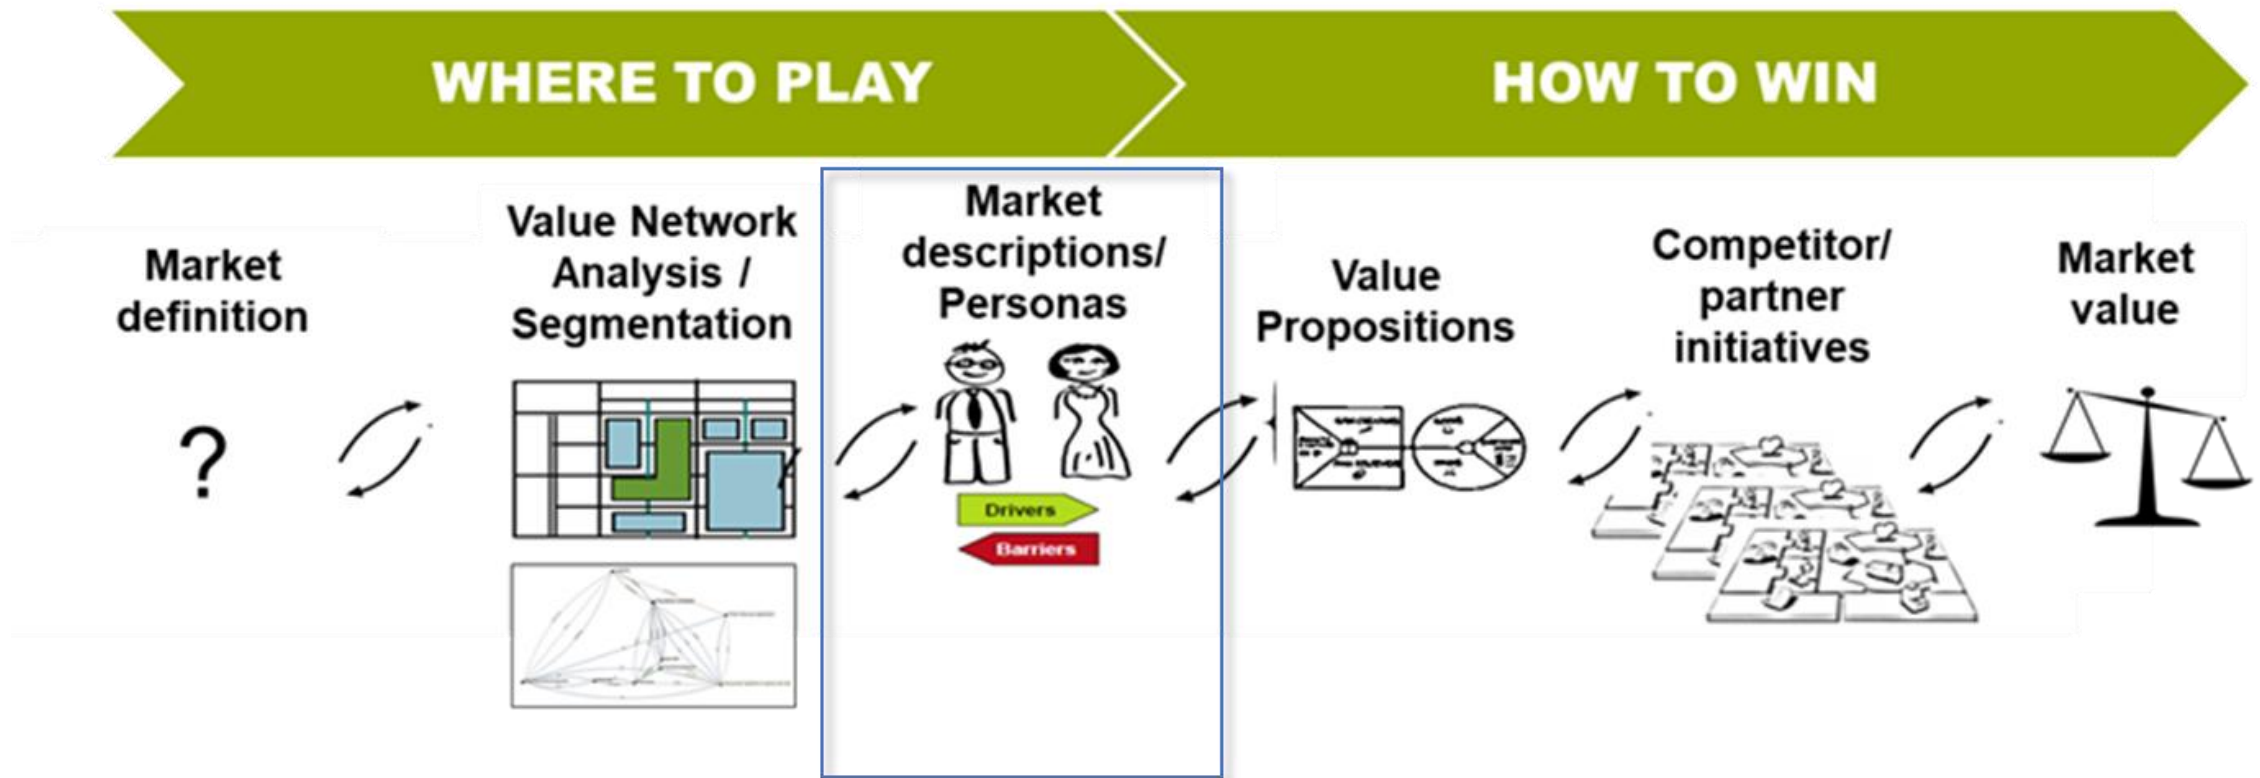 WHERE TO PLAY
HOW TO WIN
Market
definition
Value Network
Analysis /
Segmentation
Market
descriptions/
Personas
Drivers
Barriers
Value
Propositions
Competitor/
partner
initiatives
Market
value
?